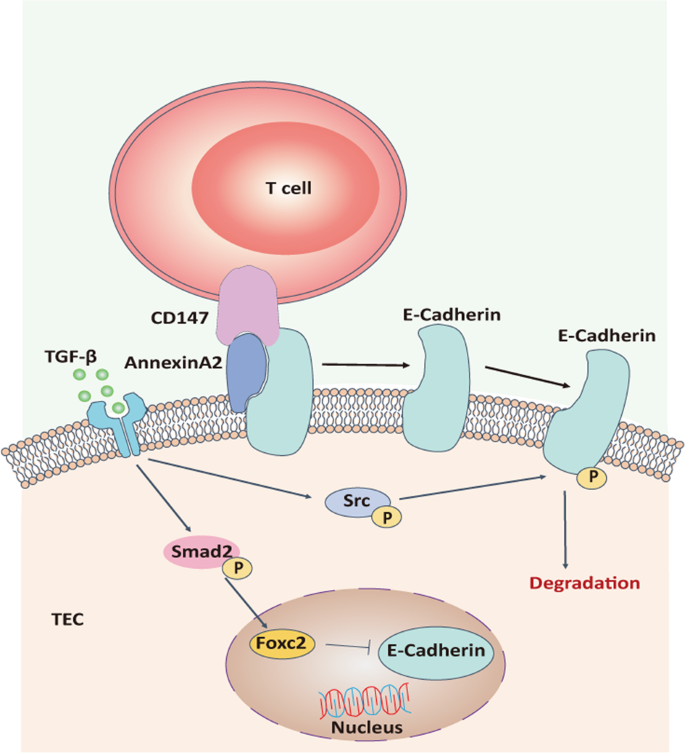 T cell
CD147
E-Cadherin
E-Cadherin
TGF-β
AnnexinA2
P
Src
P
Smad2
P
Degradation
TEC
Foxc2
E-Cadherin
Nucleus